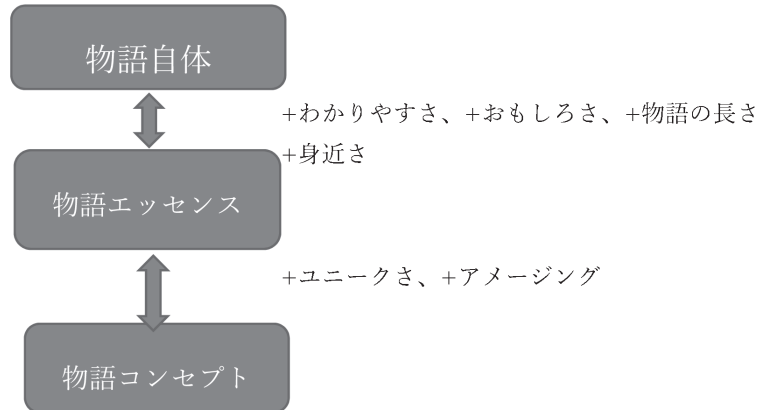 物語自体
+わかりやすさ、+おもしろさ、+物語の長さ
+身近さ
物語エッセンス
+ユニークさ、+アメージング
物語コンセプト